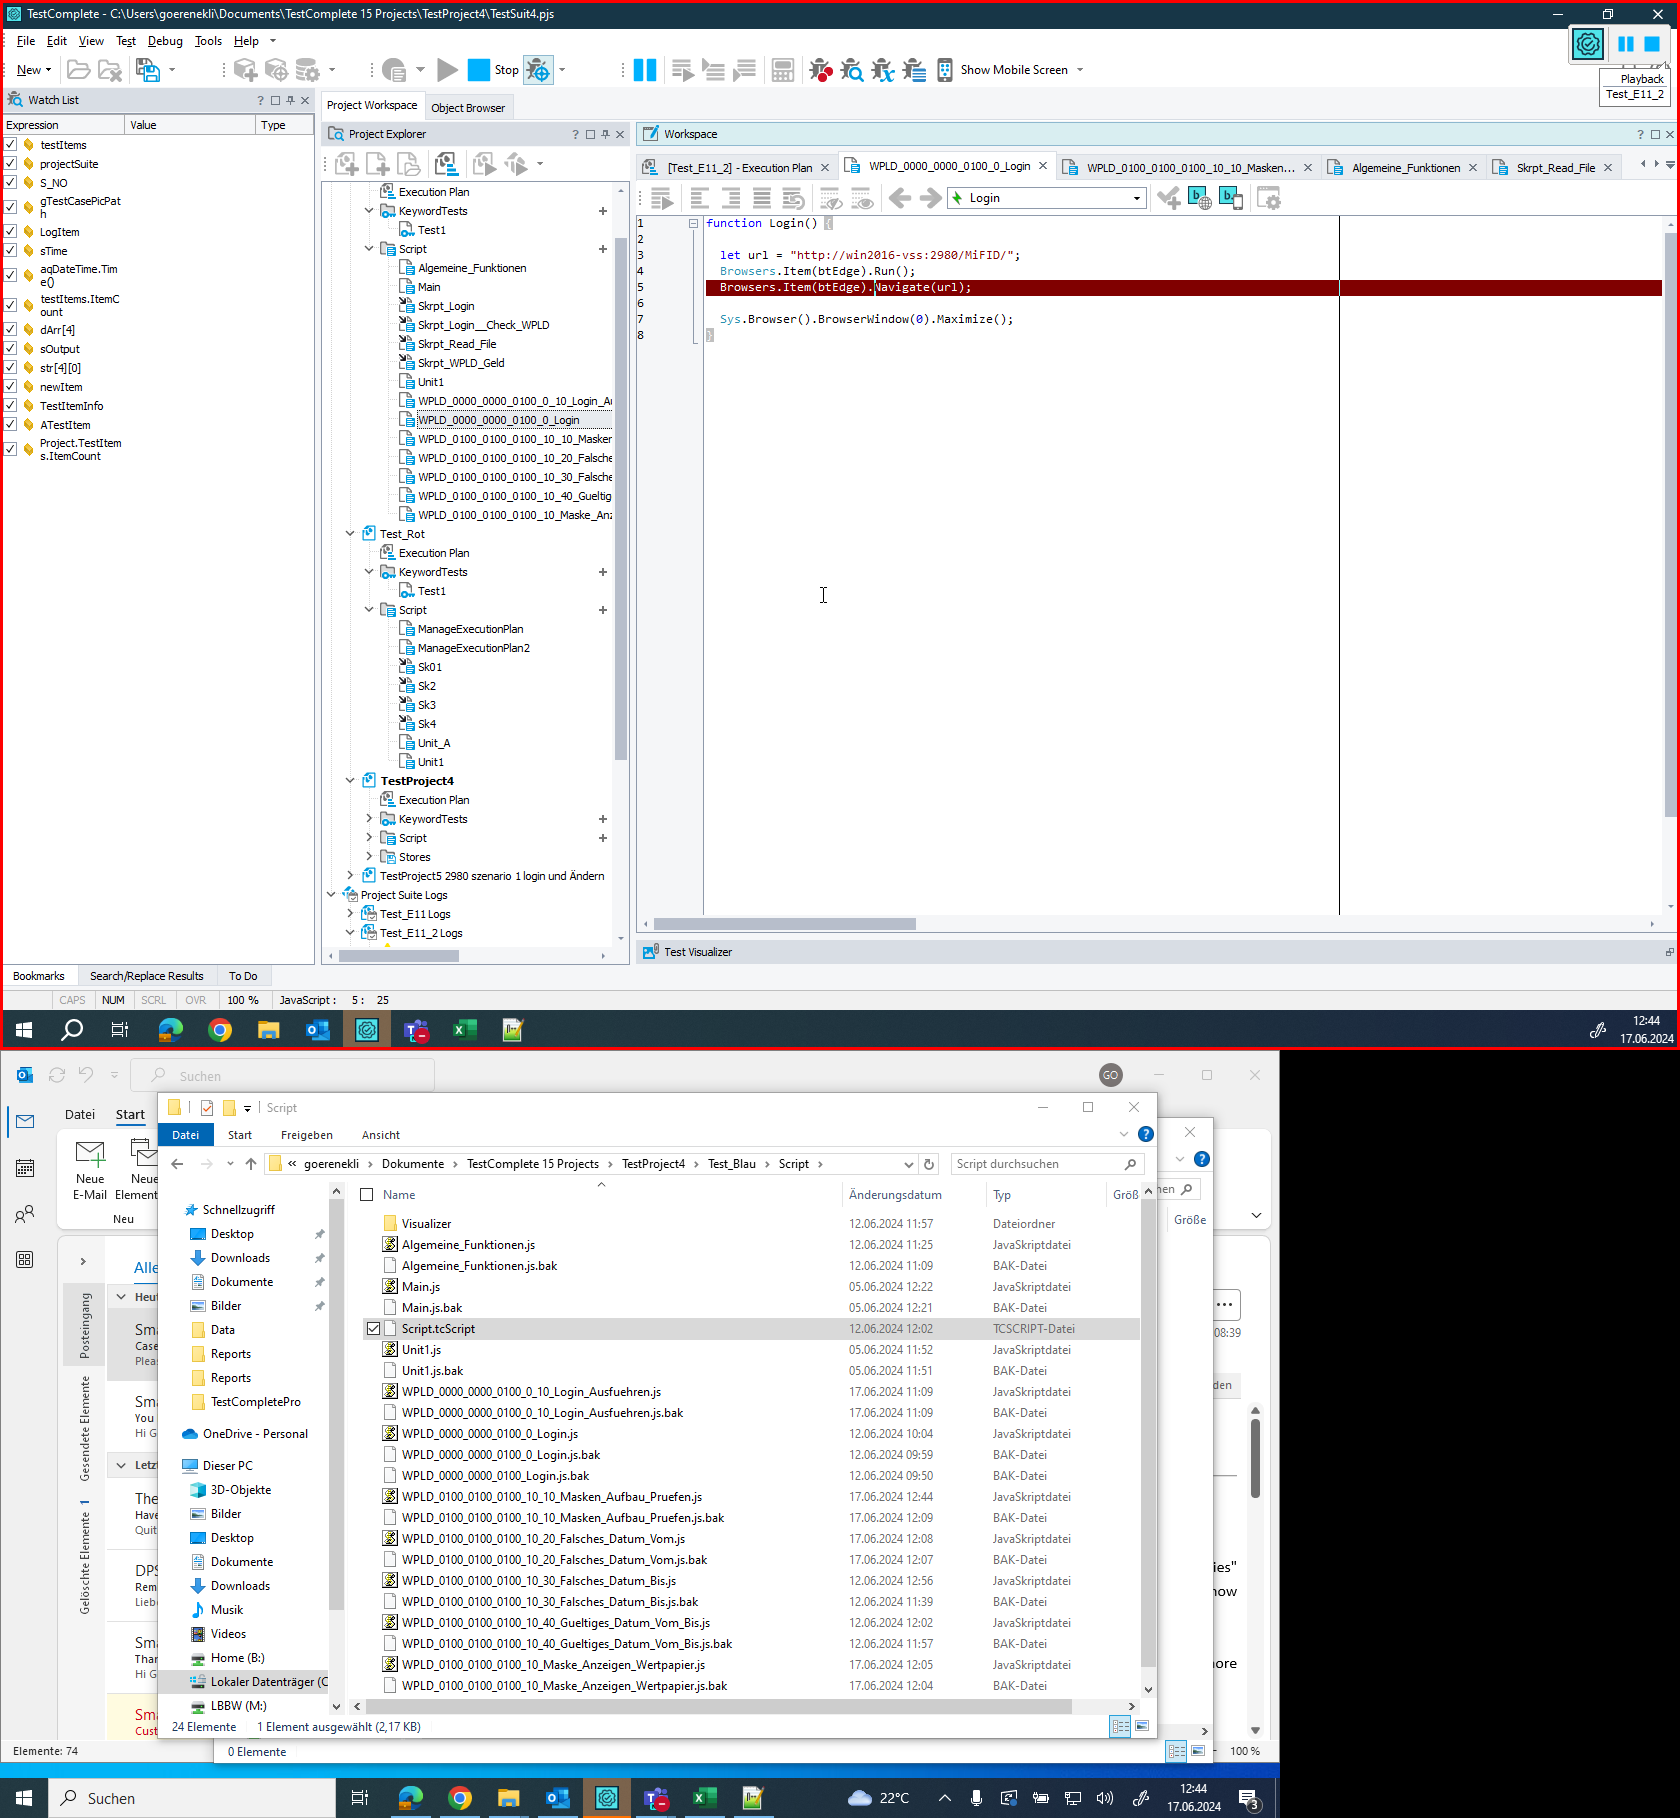 TestComplete - C:\Users\goerenekli\Documents\TestComplete 15 Projects\TestProject4\TestSuit4.pjs
File Edit View Test Debug Tools Help
New Stop Show Mobile Screen
Playback
Test_E11_2
Watch List
Expression Value Type
testItems
projectSuite
S_NO
gTestCasePicPat
h
LogItem
sTime
aqDateTime.Tim
e()
testItems.ItemC
ount
dArr[4]
sOutput
str[4][0]
newItem
TestItemInfo
ATestItem
Project.TestItem
s.ItemCount
Project Workspace Object Browser
Project Explorer
Execution Plan
KeywordTests
Test1
Script
Algemeine_Funktionen
Main
Skrpt_Login
Skrpt_Login__Check_WPLD
Skrpt_Read_File
Skrpt_WPLD_Geld
Unit1
WPLD_0000_0000_0100_0_10_Login_Au
WPLD_0000_0000_0100_0_Login
WPLD_0100_0100_0100_10_10_Masker
WPLD_0100_0100_0100_10_20_Falsche
WPLD_0100_0100_0100_10_30_Falsche
WPLD_0100_0100_0100_10_40_Gueltig
WPLD_0100_0100_0100_10_Maske_Anz
Test_Rot
Execution Plan
KeywordTests
Test1
Script
ManageExecutionPlan
ManageExecutionPlan2
Sk01
Sk2
Sk3
Sk4
Unit_A
Unit1
TestProject4
Execution Plan
KeywordTests
Script
Stores
TestProject5 2980 szenario 1 login und Ändern
Project Suite Logs
Test_E11 Logs
Test_E11_2 Logs
Workspace
[Test_E11_2] - Execution Plan WPLD_0000_0000_0100_0_Login WPLD_0100_0100_0100_10_10_Masken... Algemeine_Funktionen Skrpt_Read_File
Login
1 function Login() {
2
3 let url = "http://win2016-vss:2980/MiFID/";
4 Browsers.Item(btEdge).Run();
5 Browsers.Item(btEdge).Navigate(url);
6
7 Sys.Browser().BrowserWindow(0).Maximize();
8 }
Test Visualizer
Bookmarks Search/Replace Results To Do
CAPS NUM SCRL OVR 100 % JavaScript : 5 : 25
12:44
17.06.2024
Suchen
GO
Datei Start
Neue
E-Mail
Neue
Element
Neu
Alle
Posteingang
Gesendete Elemente
Gelöschte Elemente 1
Heut
Sma
Case
Pleas
Sma
You
Hi G
Letzt
The
Have
Quit
DPS
Rem
Liebe
Sma
Than
Hi G
Sma
Cust
Elemente: 74
Script
Datei Start Freigeben Ansicht
« goerenekli › Dokumente › TestComplete 15 Projects › TestProject4 › Test_Blau › Script ›
Script durchsuchen
Schnellzugriff
Desktop
Downloads
Dokumente
Bilder
Data
Reports
Reports
TestCompletePro
OneDrive - Personal
Dieser PC
3D-Objekte
Bilder
Desktop
Dokumente
Downloads
Musik
Videos
Home (B:)
Lokaler Datenträger (C
LBBW (M:)
Name Änderungsdatum Typ Größ
Visualizer 12.06.2024 11:57 Dateiordner
Algemeine_Funktionen.js 12.06.2024 11:25 JavaSkriptdatei
Algemeine_Funktionen.js.bak 12.06.2024 11:09 BAK-Datei
Main.js 05.06.2024 12:22 JavaSkriptdatei
Main.js.bak 05.06.2024 12:21 BAK-Datei
Script.tcScript 12.06.2024 12:02 TCSCRIPT-Datei
Unit1.js 05.06.2024 11:52 JavaSkriptdatei
Unit1.js.bak 05.06.2024 11:51 BAK-Datei
WPLD_0000_0000_0100_0_10_Login_Ausfuehren.js 17.06.2024 11:09 JavaSkriptdatei
WPLD_0000_0000_0100_0_10_Login_Ausfuehren.js.bak 17.06.2024 11:09 BAK-Datei
WPLD_0000_0000_0100_0_Login.js 12.06.2024 10:04 JavaSkriptdatei
WPLD_0000_0000_0100_0_Login.js.bak 12.06.2024 09:59 BAK-Datei
WPLD_0000_0000_0100_Login.js.bak 12.06.2024 09:50 BAK-Datei
WPLD_0100_0100_0100_10_10_Masken_Aufbau_Pruefen.js 17.06.2024 12:44 JavaSkriptdatei
WPLD_0100_0100_0100_10_10_Masken_Aufbau_Pruefen.js.bak 17.06.2024 12:09 BAK-Datei
WPLD_0100_0100_0100_10_20_Falsches_Datum_Vom.js 17.06.2024 12:08 JavaSkriptdatei
WPLD_0100_0100_0100_10_20_Falsches_Datum_Vom.js.bak 17.06.2024 12:07 BAK-Datei
WPLD_0100_0100_0100_10_30_Falsches_Datum_Bis.js 12.06.2024 12:56 JavaSkriptdatei
WPLD_0100_0100_0100_10_30_Falsches_Datum_Bis.js.bak 12.06.2024 11:39 BAK-Datei
WPLD_0100_0100_0100_10_40_Gueltiges_Datum_Vom_Bis.js 12.06.2024 12:02 JavaSkriptdatei
WPLD_0100_0100_0100_10_40_Gueltiges_Datum_Vom_Bis.js.bak 12.06.2024 11:57 BAK-Datei
WPLD_0100_0100_0100_10_Maske_Anzeigen_Wertpapier.js 17.06.2024 12:05 JavaSkriptdatei
WPLD_0100_0100_0100_10_Maske_Anzeigen_Wertpapier.js.bak 17.06.2024 12:04 BAK-Datei
24 Elemente 1 Element ausgewählt (2,17 KB)
0 Elemente
hen
Größe
08:39
den
ies"
now
nore
100 %
Suchen
22°C
12:44
17.06.2024
3